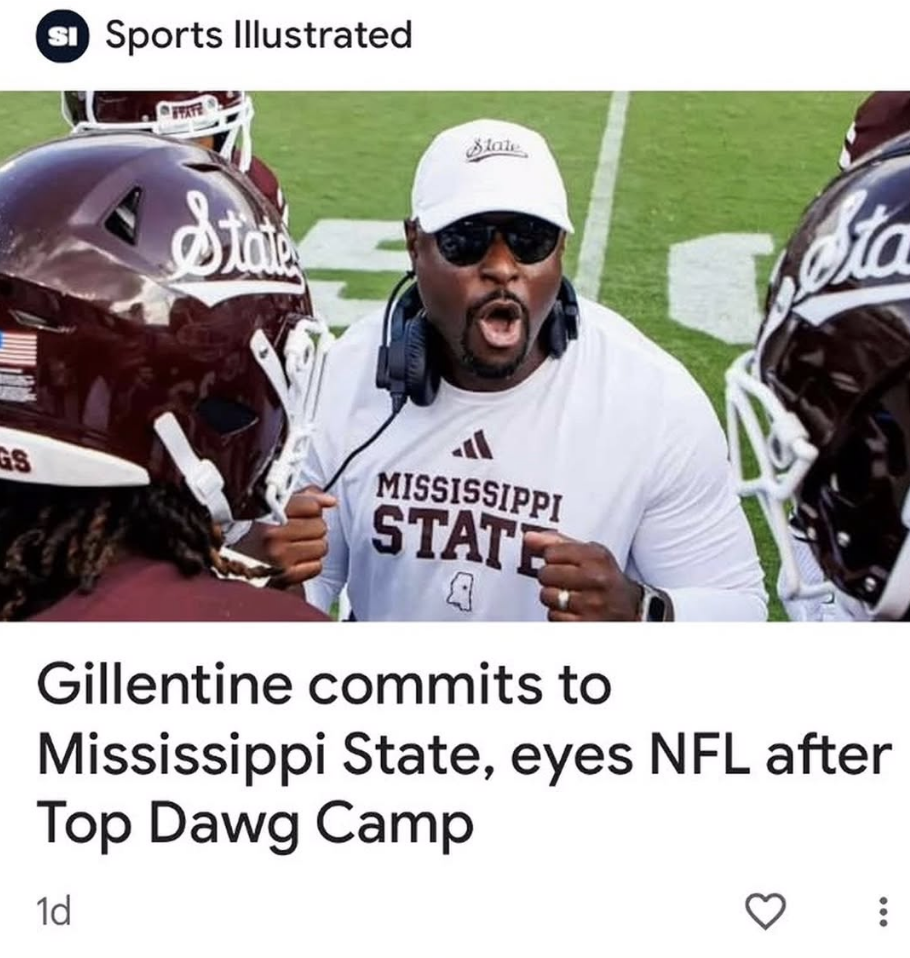 SI Sports Illustrated
STATE
State
State
Sta
GS
MISSISSIPPI
STATE
Gillentine commits to
Mississippi State, eyes NFL after
Top Dawg Camp
1d